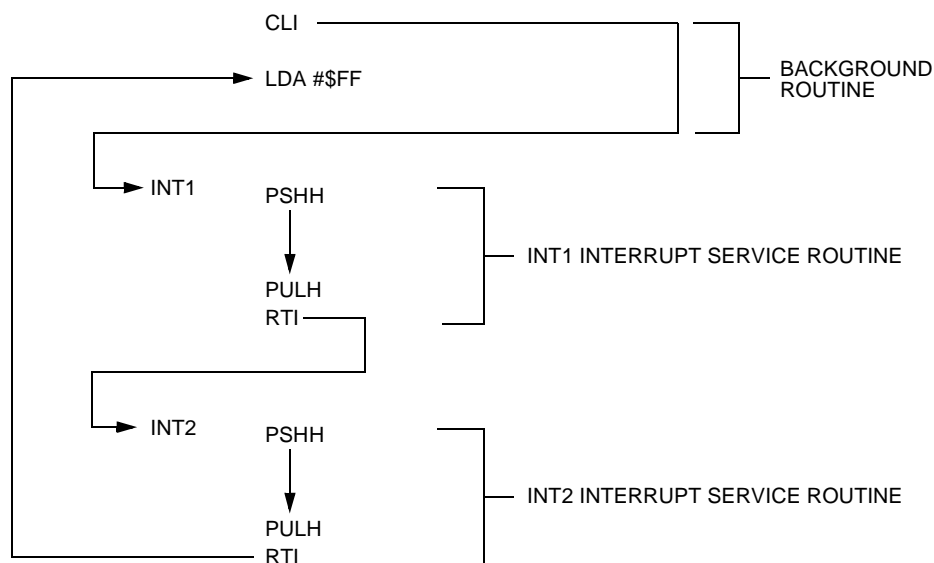 CLI
LDA #$FF
BACKGROUND
ROUTINE
INT1
PSHH
INT1 INTERRUPT SERVICE ROUTINE
PULH
RTI
INT2
PSHH
INT2 INTERRUPT SERVICE ROUTINE
PULH
RTI